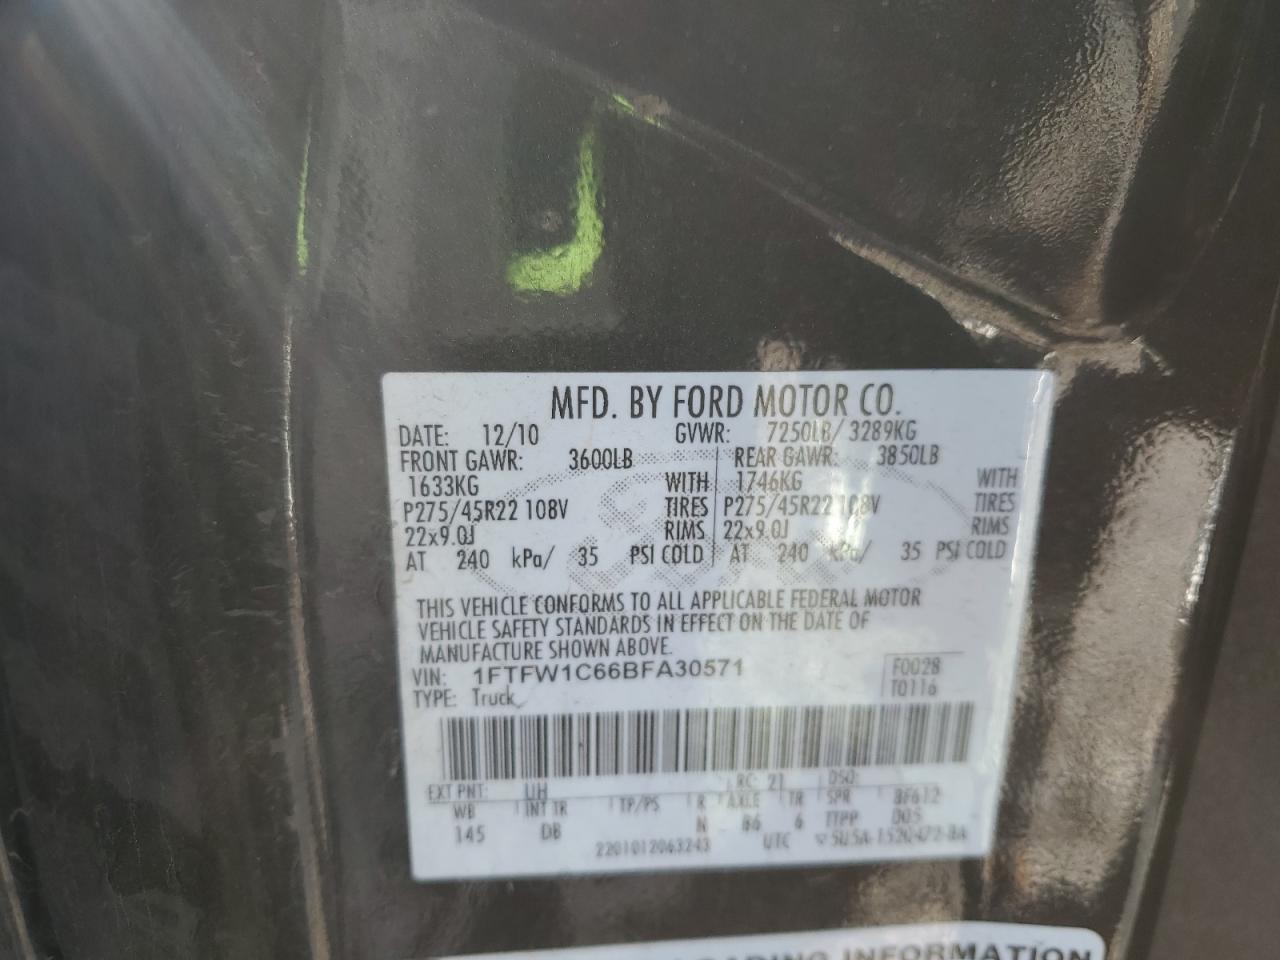 MFD. BY FORD MOTOR CO.
DATE: 12/10 GVWR: 7250LB/ 3289KG
FRONT GAWR: 3600LB REAR GAWR: 3850LB
1633KG WITH 1746KG WITH
P275/45R22 108V TIRES P275/45R22 108V TIRES
22x9.0J RIMS 22x9.0J RIMS
AT 240 kPa/ 35 PSI COLD AT 240 kPa/ 35 PSI COLD
THIS VEHICLE CONFORMS TO ALL APPLICABLE FEDERAL MOTOR
VEHICLE SAFETY STANDARDS IN EFFECT ON THE DATE OF
MANUFACTURE SHOWN ABOVE.
VIN: 1FTFW1C66BFA30571 F0028
TYPE: Truck T0116
EXT PNT: UH RC: 21 DSO:
WB INT TR TP/PS R AXLE TR SPR BF612
145 DB N B6 6 TTPP D05
2201012063243 UTC 5U5A-1520472-BA
LOADING INFORMATION